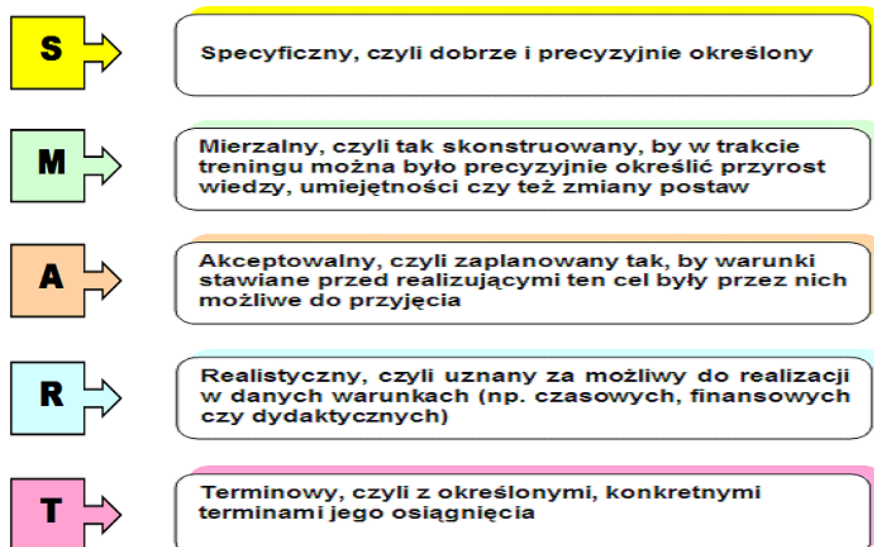 S
Specyficzny, czyli dobrze i precyzyjnie określony
M
Mierzalny, czyli tak skonstruowany, by w trakcie
treningu można było precyzyjnie określić przyrost
wiedzy, umiejętności czy też zmiany postaw
A
Akceptowalny, czyli zaplanowany tak, by warunki
stawiane przed realizującymi ten cel były przez nich
możliwe do przyjęcia
R
Realistyczny, czyli uznany za możliwy do realizacji
w danych warunkach (np. czasowych, finansowych
czy dydaktycznych)
T
Terminowy, czyli z określonymi, konkretnymi
terminami jego osiągnięcia